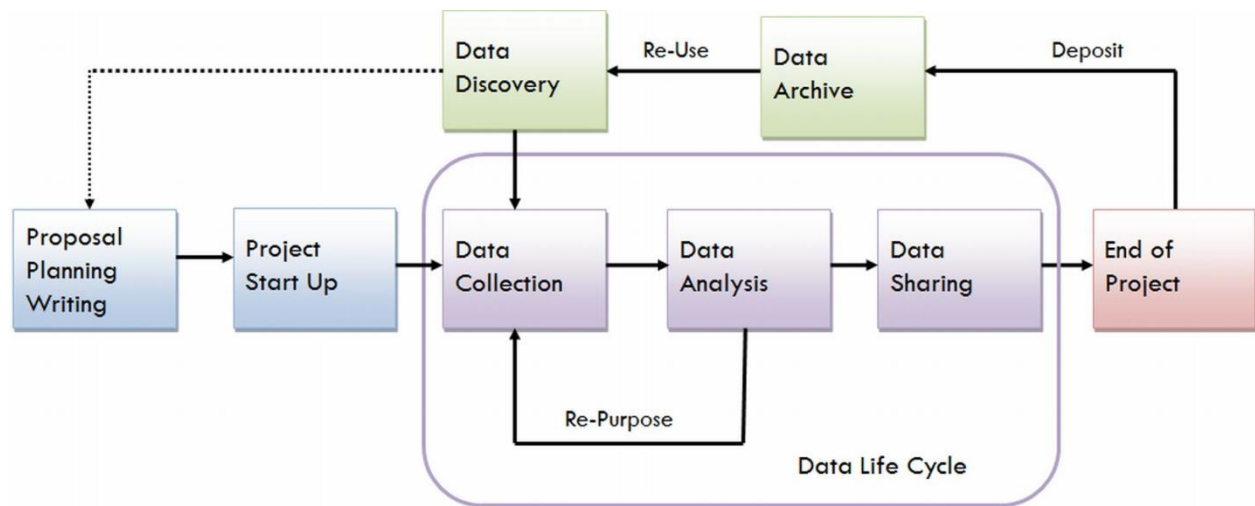 Data
Discovery
Re-Use
Data
Archive
Deposit
Proposal
Planning
Writing
Project
Start Up
Data
Collection
Data
Analysis
Data
Sharing
End of
Project
Re-Purpose
Data Life Cycle